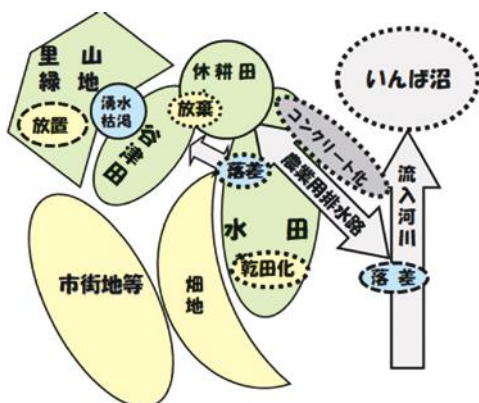 里山
緑地
放置
湧水
枯渇
谷津田
休耕田
放棄
コンクリート化
落差
農業用排水路
水田
乾田化
市街地等
畑地
いんば沼
流入河川
落差